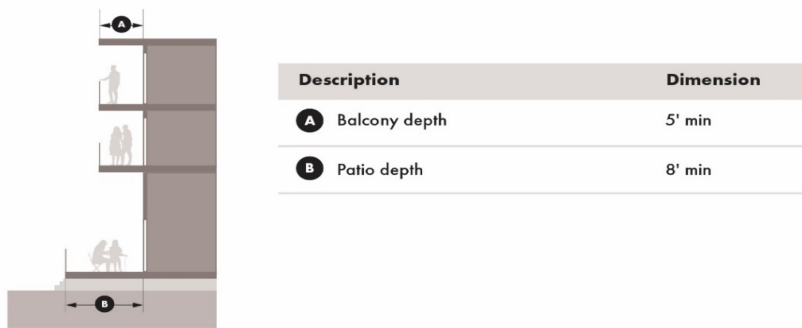 A
Description Dimension
A Balcony depth 5' min
B Patio depth 8' min
B